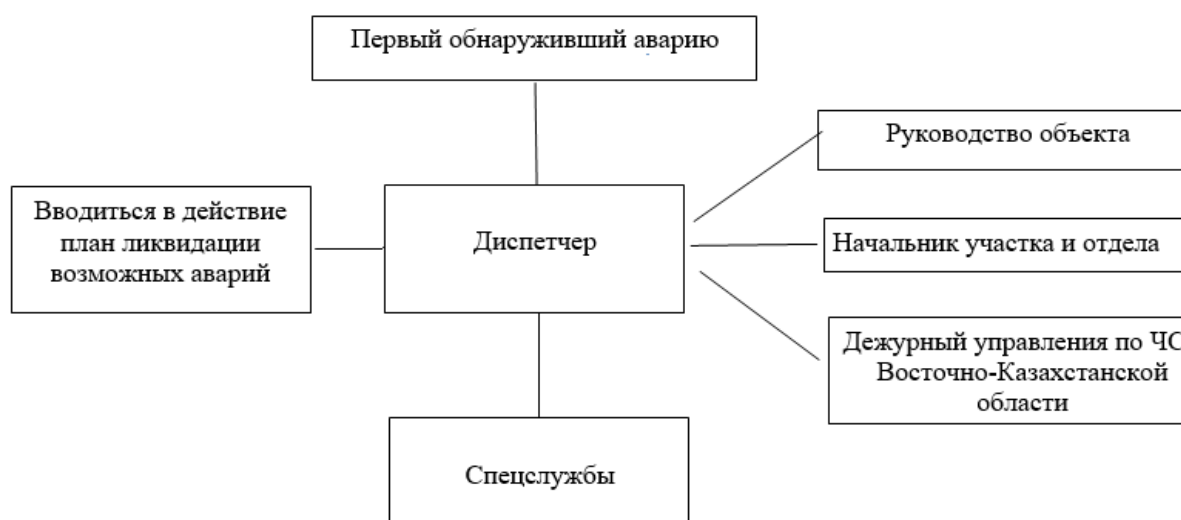 Первый обнаруживший аварию
Руководство объекта
Вводиться в действие
план ликвидации
возможных аварий
Диспетчер
Начальник участка и отдела
Дежурный управления по ЧС
Восточно-Казахстанской
области
Спецслужбы